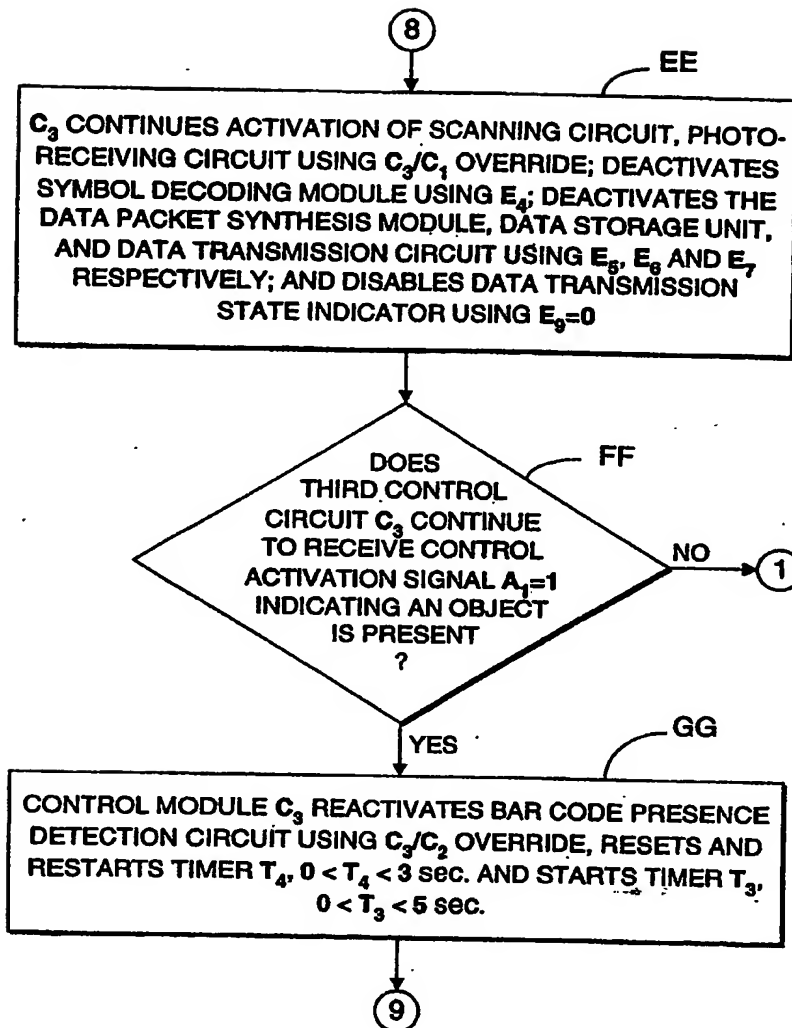 8
EE
C₃ CONTINUES ACTIVATION OF SCANNING CIRCUIT, PHOTO-
RECEIVING CIRCUIT USING C₃/C₁ OVERRIDE; DEACTIVATES
SYMBOL DECODING MODULE USING E₄; DEACTIVATES THE
DATA PACKET SYNTHESIS MODULE, DATA STORAGE UNIT,
AND DATA TRANSMISSION CIRCUIT USING E₅, E₆ AND E₇
RESPECTIVELY; AND DISABLES DATA TRANSMISSION
STATE INDICATOR USING E₉=0
FF
DOES
THIRD CONTROL
CIRCUIT C₃ CONTINUE
TO RECEIVE CONTROL
ACTIVATION SIGNAL A₁=1
INDICATING AN OBJECT
IS PRESENT
?
NO
1
YES
GG
CONTROL MODULE C₃ REACTIVATES BAR CODE PRESENCE
DETECTION CIRCUIT USING C₃/C₂ OVERRIDE, RESETS AND
RESTARTS TIMER T₄, 0 < T₄ < 3 sec. AND STARTS TIMER T₃,
0 < T₃ < 5 sec.
9